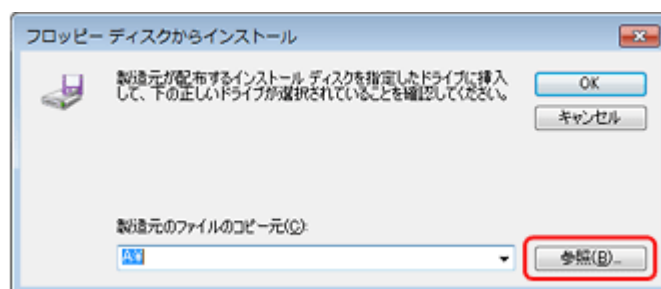 フロッピー ディスクからインストール
製造元が配布するインストール ディスクを指定したドライブに挿入
して、下の正しいドライブが選択されていることを確認してください。
OK
キャンセル
製造元のファイルのコピー元(C):
A:¥
参照(B)...